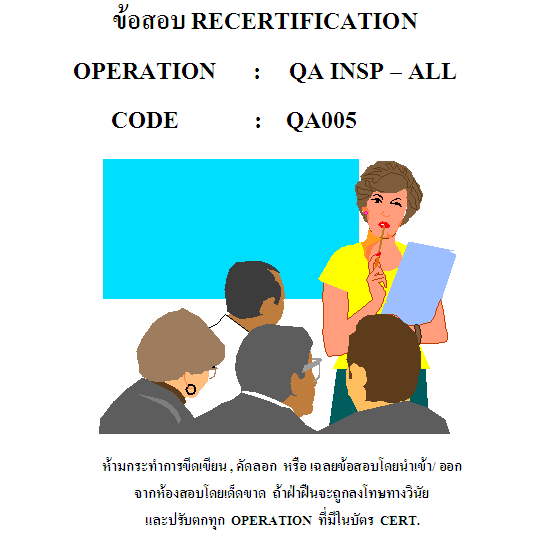 ข้อสอบ RECERTIFICATION
OPERATION : QA INSP – ALL
CODE : QA005
ห้ามกระทำการขีดเขียน , คัดลอก หรือ เฉลยข้อสอบโดยนำเข้า/ ออก
จากห้องสอบโดยเด็ดขาด ถ้าฝ่าฝืนจะถูกลงโทษทางวินัย
และปรับตกทุก OPERATION ที่มีในบัตร CERT.